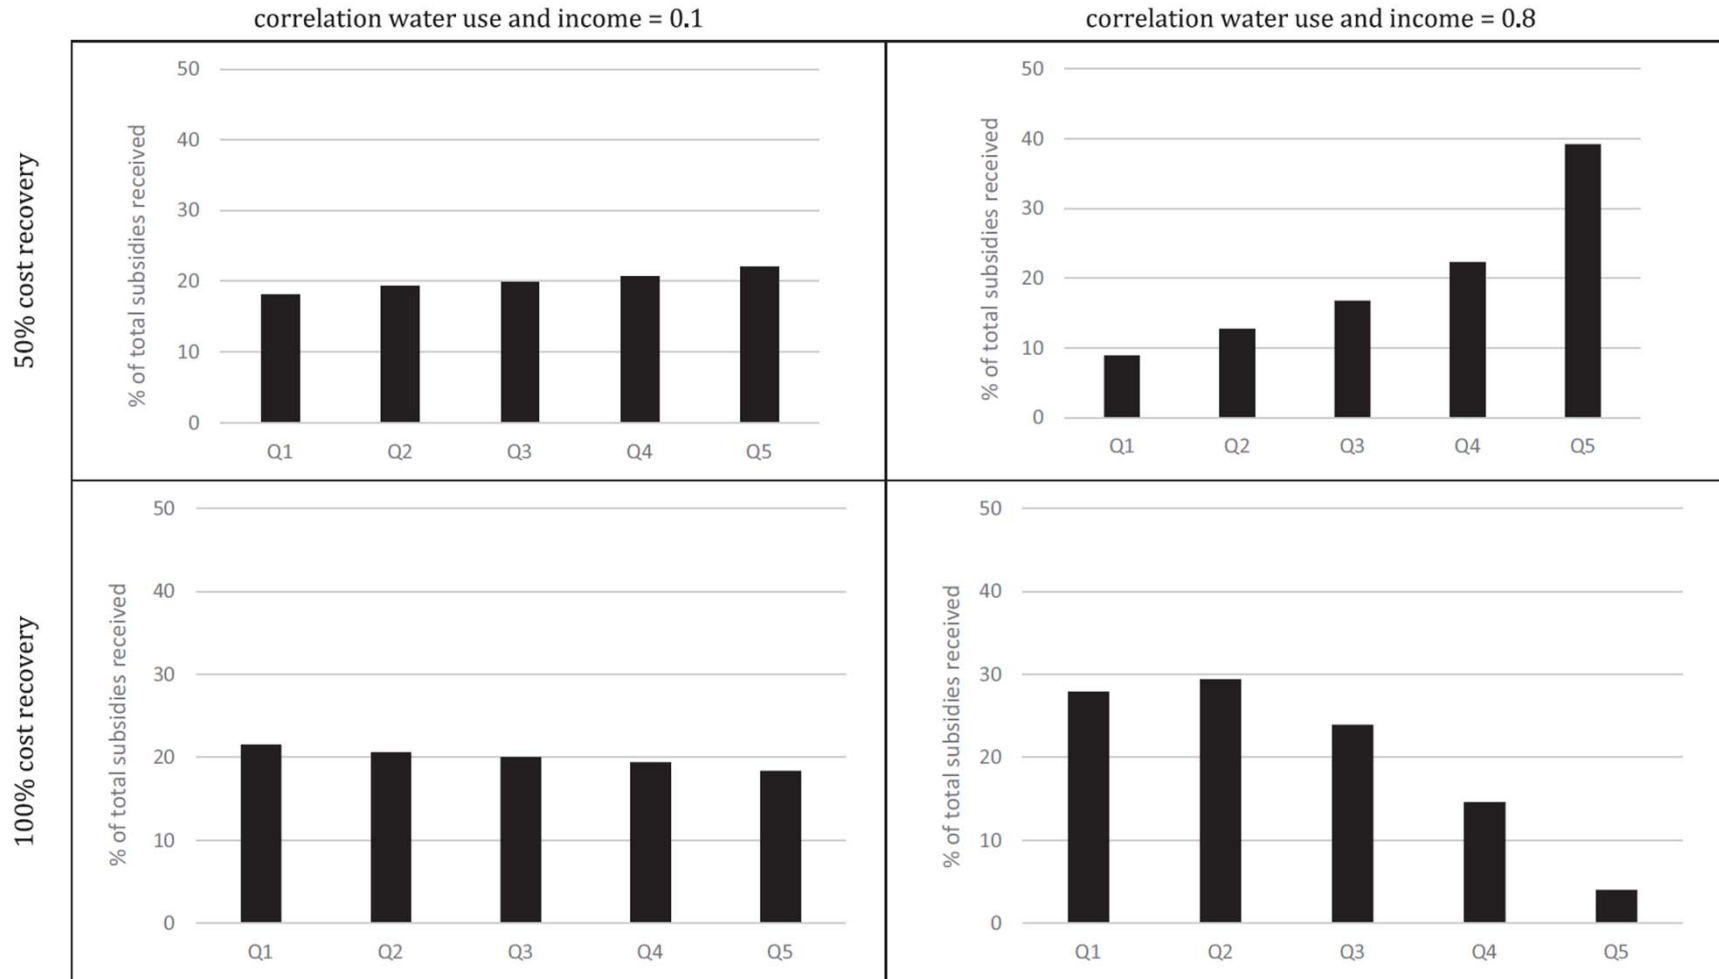 correlation water use and income = 0.1
correlation water use and income = 0.8
50% cost recovery
% of total subsidies received
50
40
30
20
10
0
Q1 Q2 Q3 Q4 Q5
% of total subsidies received
50
40
30
20
10
0
Q1 Q2 Q3 Q4 Q5
100% cost recovery
% of total subsidies received
50
40
30
20
10
0
Q1 Q2 Q3 Q4 Q5
% of total subsidies received
50
40
30
20
10
0
Q1 Q2 Q3 Q4 Q5